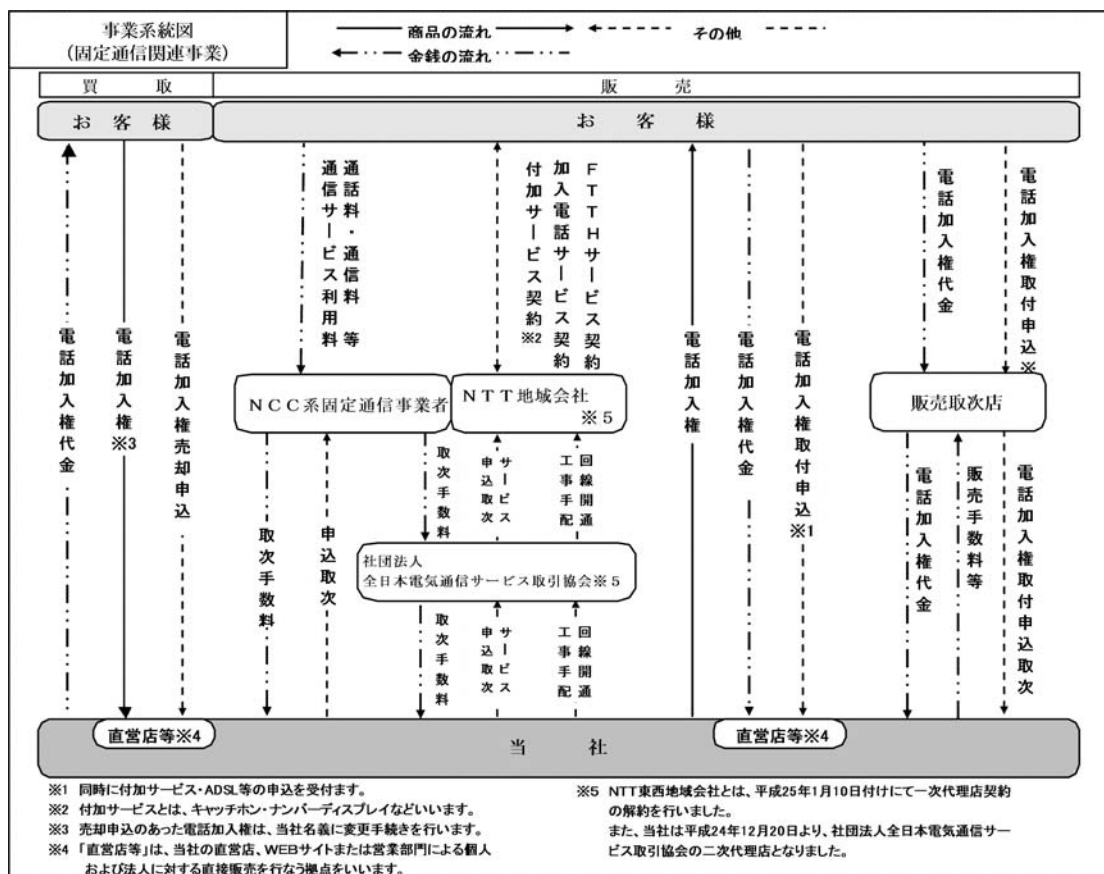 事業系統図
(固定通信関連事業)
商品の流れ
その他
金銭の流れ
買取
販売
お客様
お客様
電話加入権代金
電話加入権※3
電話加入権売却申込
通話料・通信料 等
通信サービス利用料
FTTHサービス契約
加入電話サービス契約
付加サービス契約※2
電話加入権
電話加入権代金
電話加入権取付申込※1
電話加入権代金
電話加入権取付申込※
NCC系固定通信事業者
NTT地域会社
※5
販売取次店
取次手数料
申込取次
取次手数料
サービス
申込取次
回線開通
工事手配
社団法人
全日本電気通信サービス取引協会※5
取次手数料
サービス
申込取次
回線開通
工事手配
電話加入権代金
販売手数料等
電話加入権取付申込取次
直営店等※4
直営店等※4
当社
※1 同時に付加サービス・ADSL等の申込を受付ます。
※2 付加サービスとは、キャッチホン・ナンバーディスプレイなどいいます。
※3 売却申込のあった電話加入権は、当社名義に変更手続きを行います。
※4 「直営店等」は、当社の直営店、WEBサイトまたは営業部門による個人
および法人に対する直接販売を行なう拠点をいいます。
※5 NTT東西地域会社とは、平成25年1月10日付けにて一次代理店契約
の解約を行いました。
また、当社は平成24年12月20日より、社団法人全日本電気通信サー
ビス取引協会の二次代理店となりました。